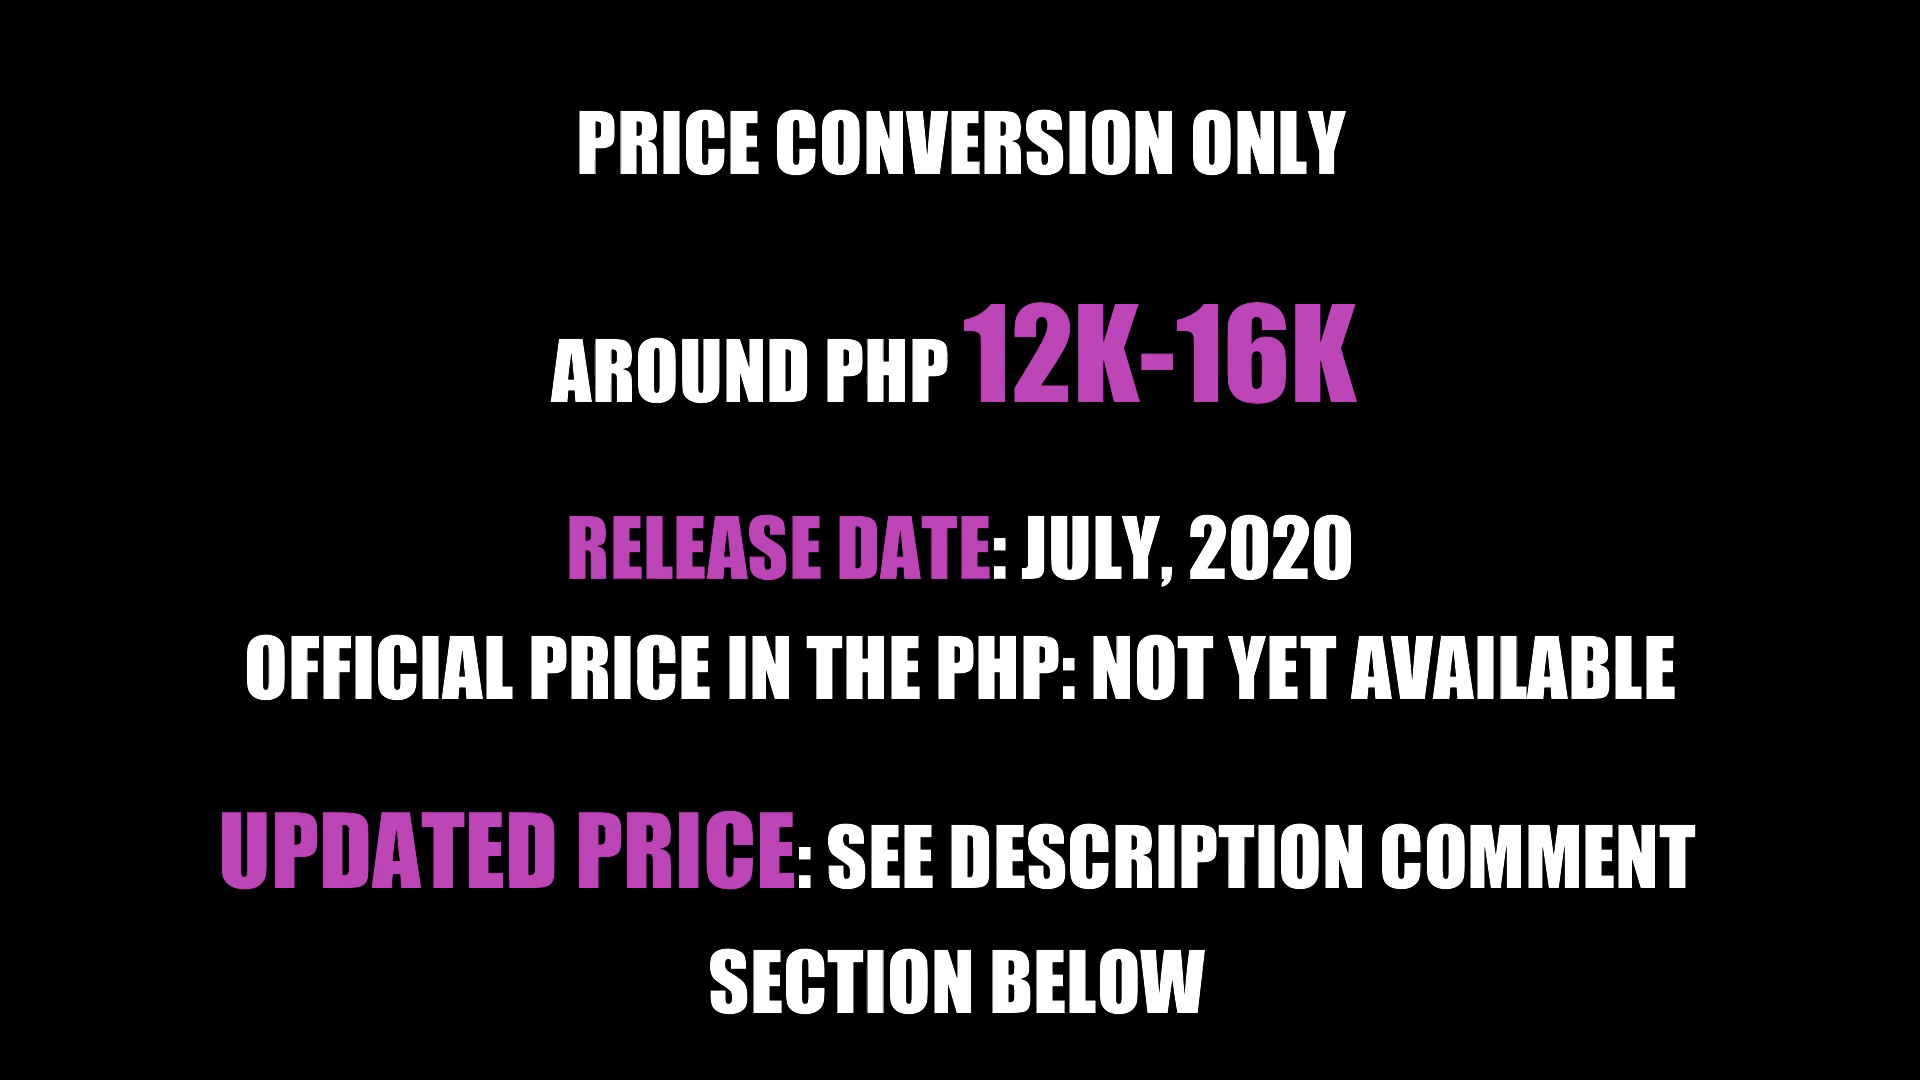 PRICE CONVERSION ONLY
AROUND PHP 12K-16K
RELEASE DATE: JULY, 2020
OFFICIAL PRICE IN THE PHP: NOT YET AVAILABLE
UPDATED PRICE: SEE DESCRIPTION COMMENT
SECTION BELOW